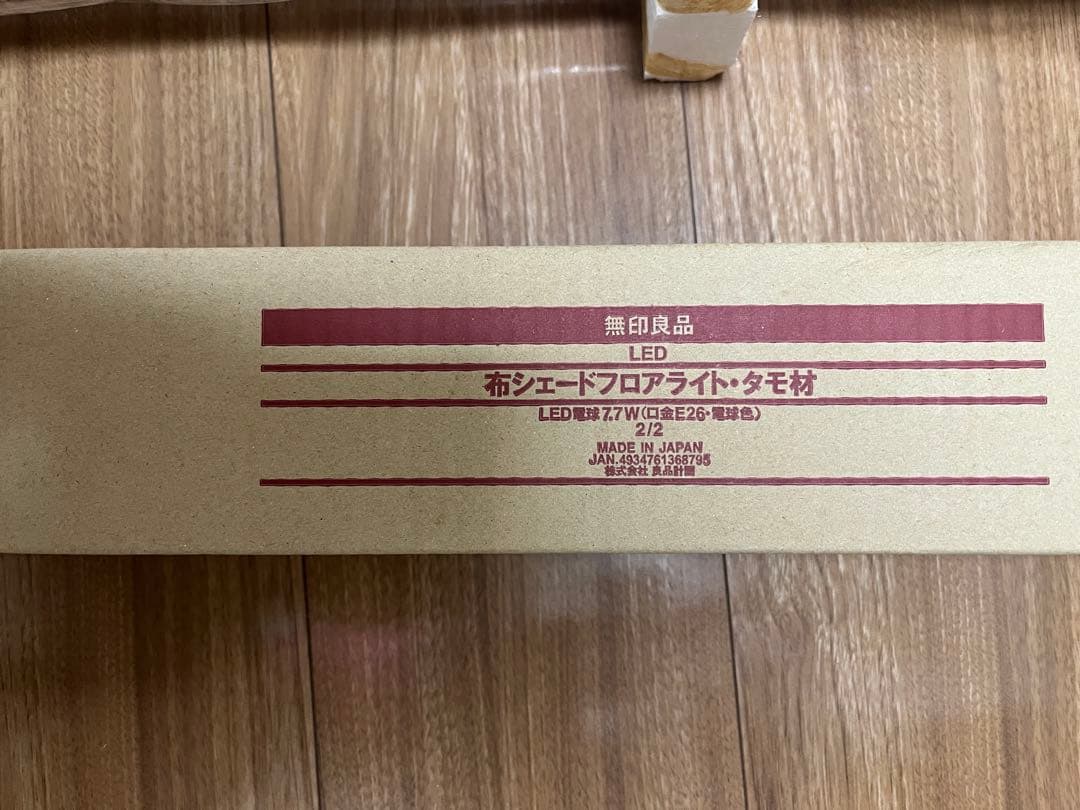 無印良品
LED
布シェードフロアライト・タモ材
LED電球7.7W(口金E26・電球色)
2/2
MADE IN JAPAN
JAN.4934761368795
株式会社 良品計画